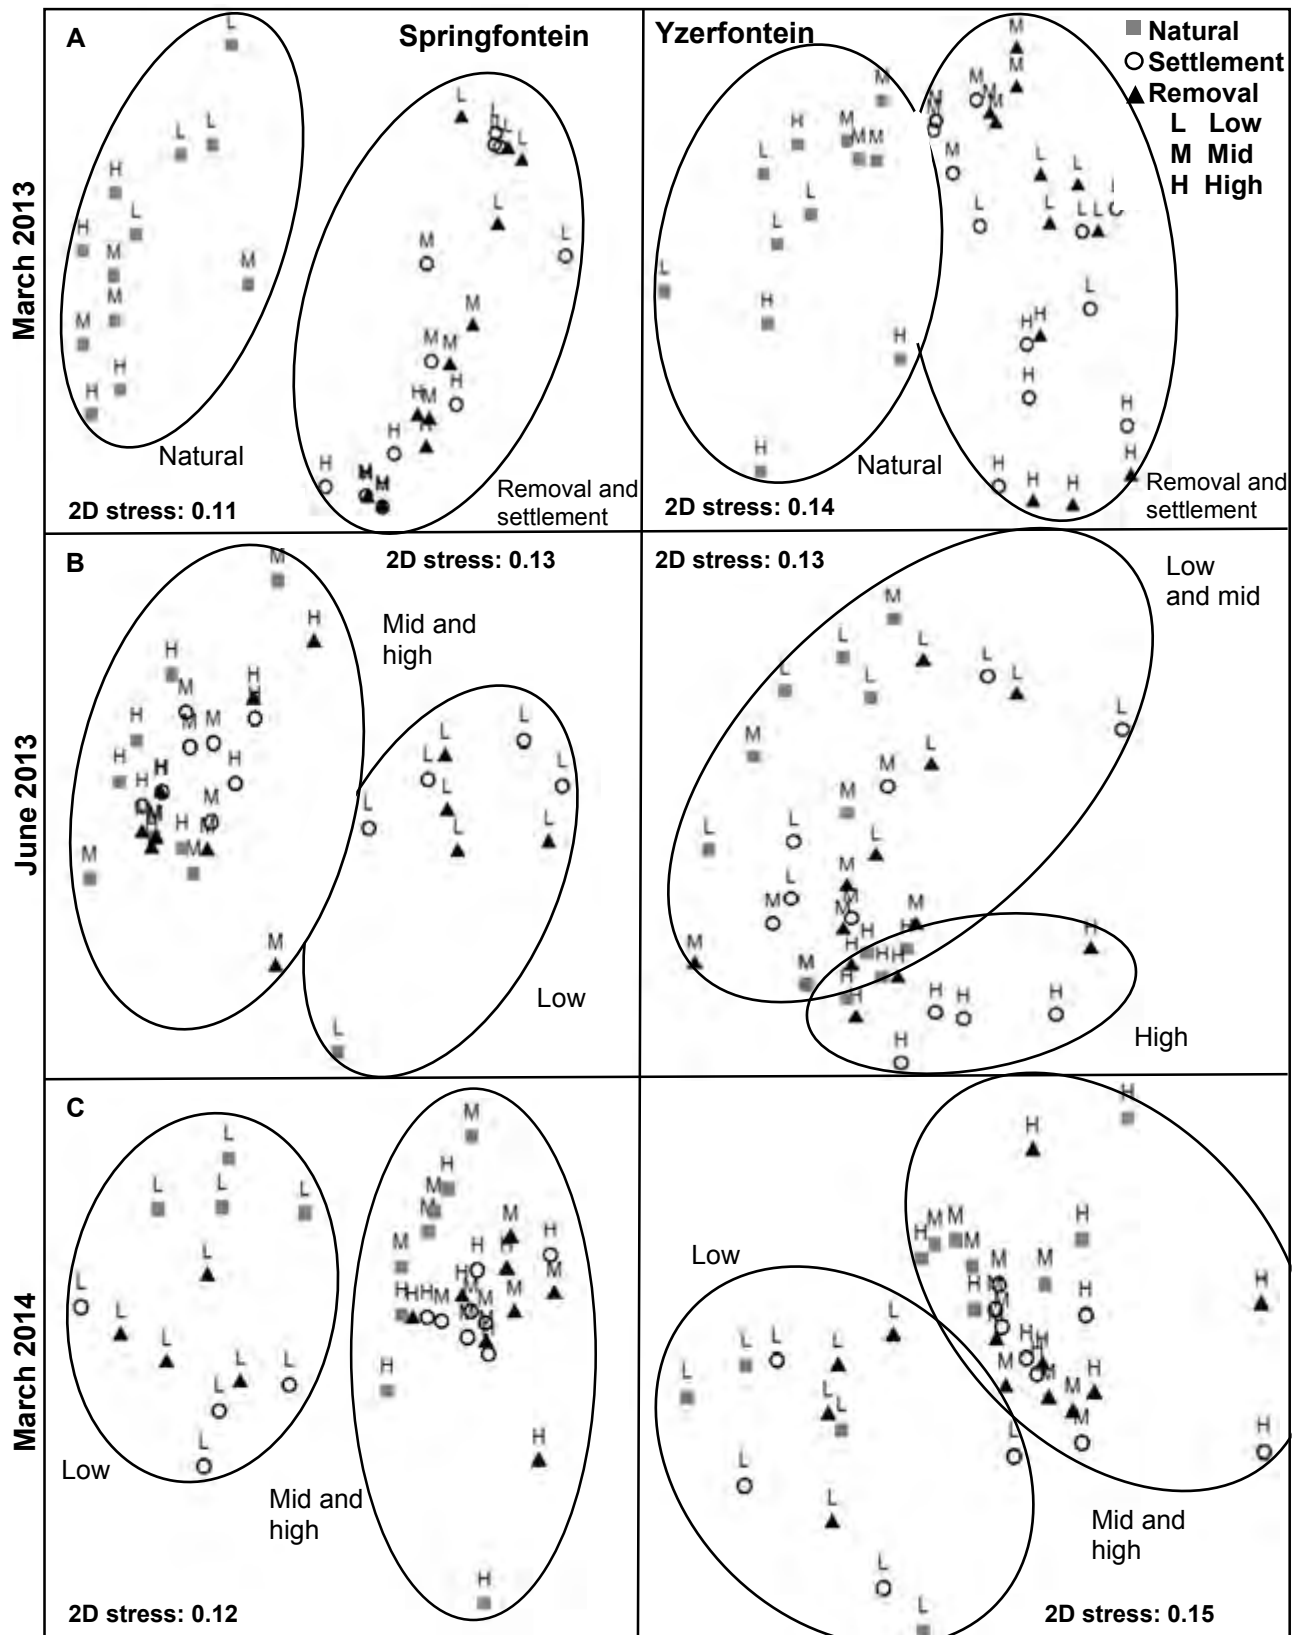 A
Springfontein
Yzerfontein
Natural
Settlement
Removal
L Low
M Mid
H High
March 2013
Natural
Removal and
settlement
2D stress: 0.11
Natural
Removal and
settlement
2D stress: 0.14
B
2D stress: 0.13
Mid and
high
Low
2D stress: 0.13
Low
and mid
High
June 2013
C
Low
Mid and
high
2D stress: 0.12
Low
Mid and
high
2D stress: 0.15
March 2014